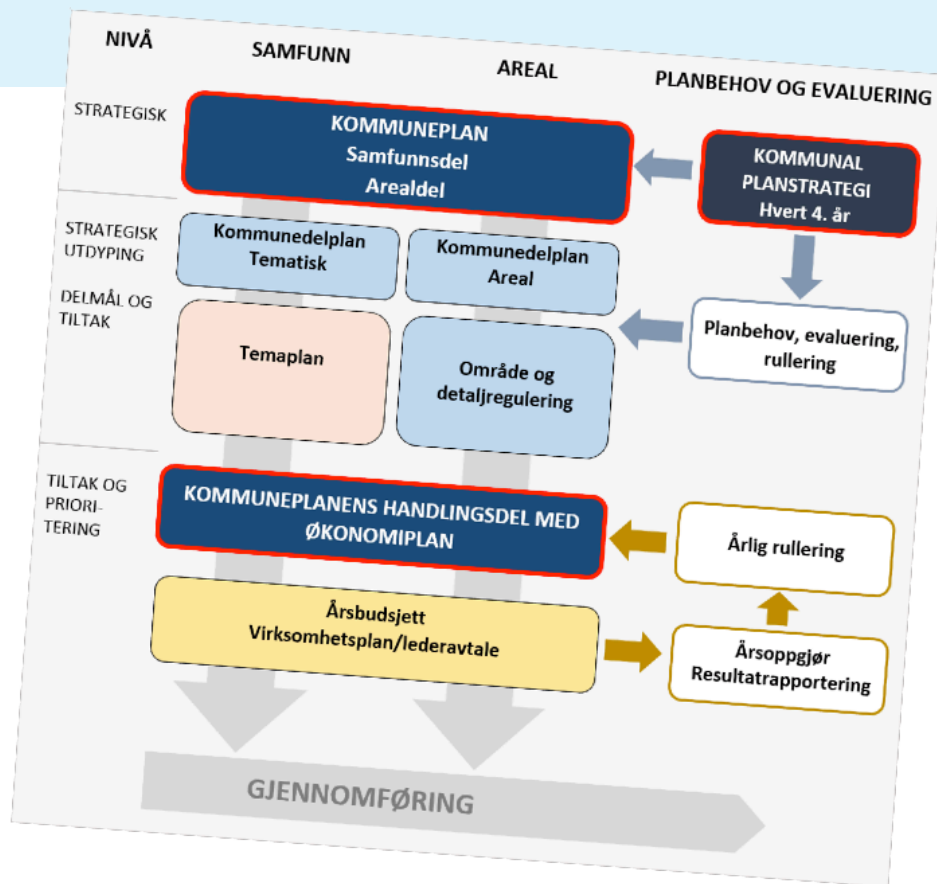 NIVÅ
SAMFUNN
AREAL
PLANBEHOV OG EVALUERING
STRATEGISK
KOMMUNEPLAN
Samfunnsdel
Arealdel
KOMMUNAL
PLANSTRATEGI
Hvert 4. år
STRATEGISK
UTDYPING
Kommunedelplan
Tematisk
Kommunedelplan
Areal
DELMÅL OG
TILTAK
Temaplan
Område og
detaljregulering
Planbehov, evaluering,
rullering
TILTAK OG
PRIORI-
TERING
KOMMUNEPLANENS HANDLINGSDEL MED
ØKONOMIPLAN
Årlig rullering
Årsbudsjett
Virksomhetsplan/lederavtale
Årsoppgjør
Resultatrapportering
GJENNOMFØRING